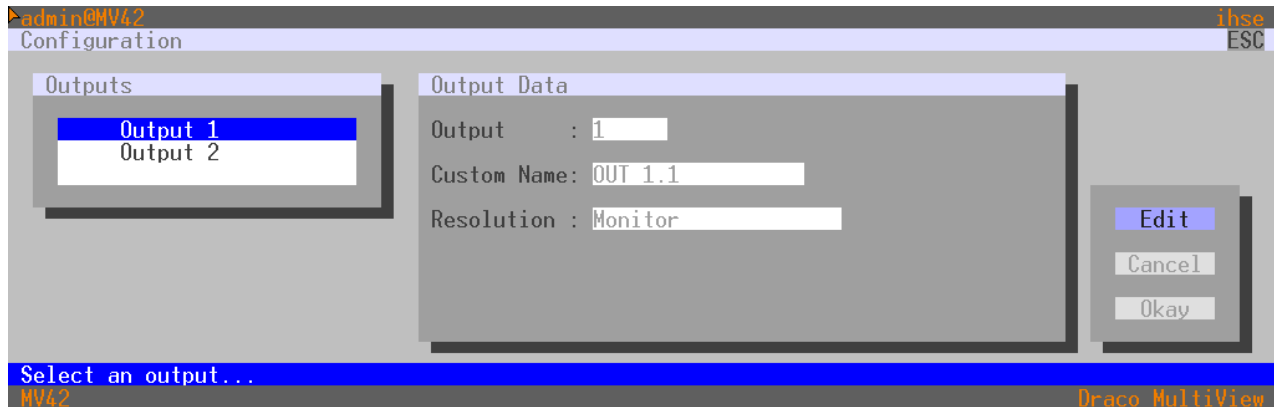 admin@MV42 ihse
Configuration ESC
Outputs
Output 1
Output 2
Output Data
Output : 1
Custom Name: OUT 1.1
Resolution : Monitor
Edit
Cancel
Okay
Select an output...
MV42 Draco MultiView